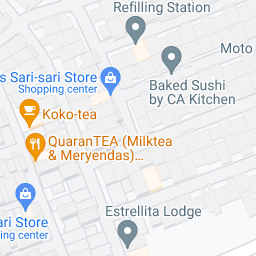 Refilling Station
Moto
s Sari-sari Store
Shopping center
Baked Sushi
by CA Kitchen
Koko-tea
QuaranTEA (Milktea
& Meryendas)...
ari Store
ping center
Estrellita Lodge